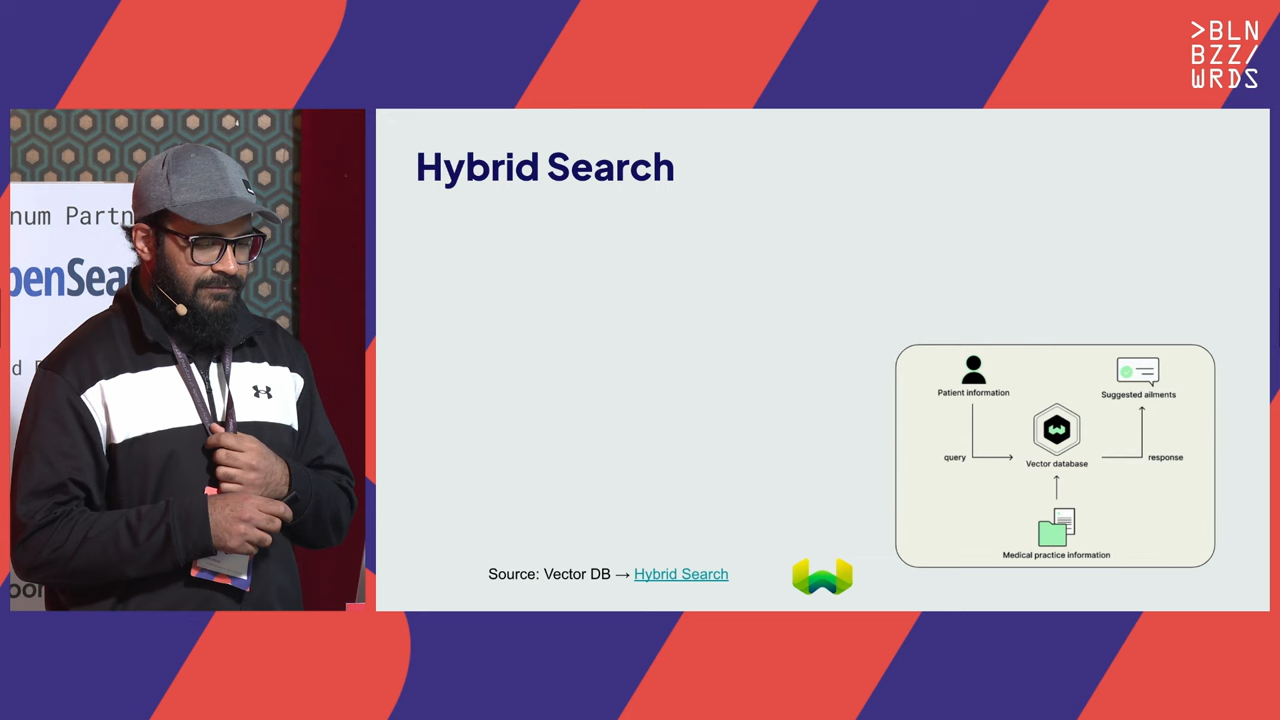 >BLN
BZZ/
WRDS
num Partn
penSea
d
Hybrid Search
Patient information
Suggested ailments
query
Vector database
response
Medical practice information
Source: Vector DB → Hybrid Search